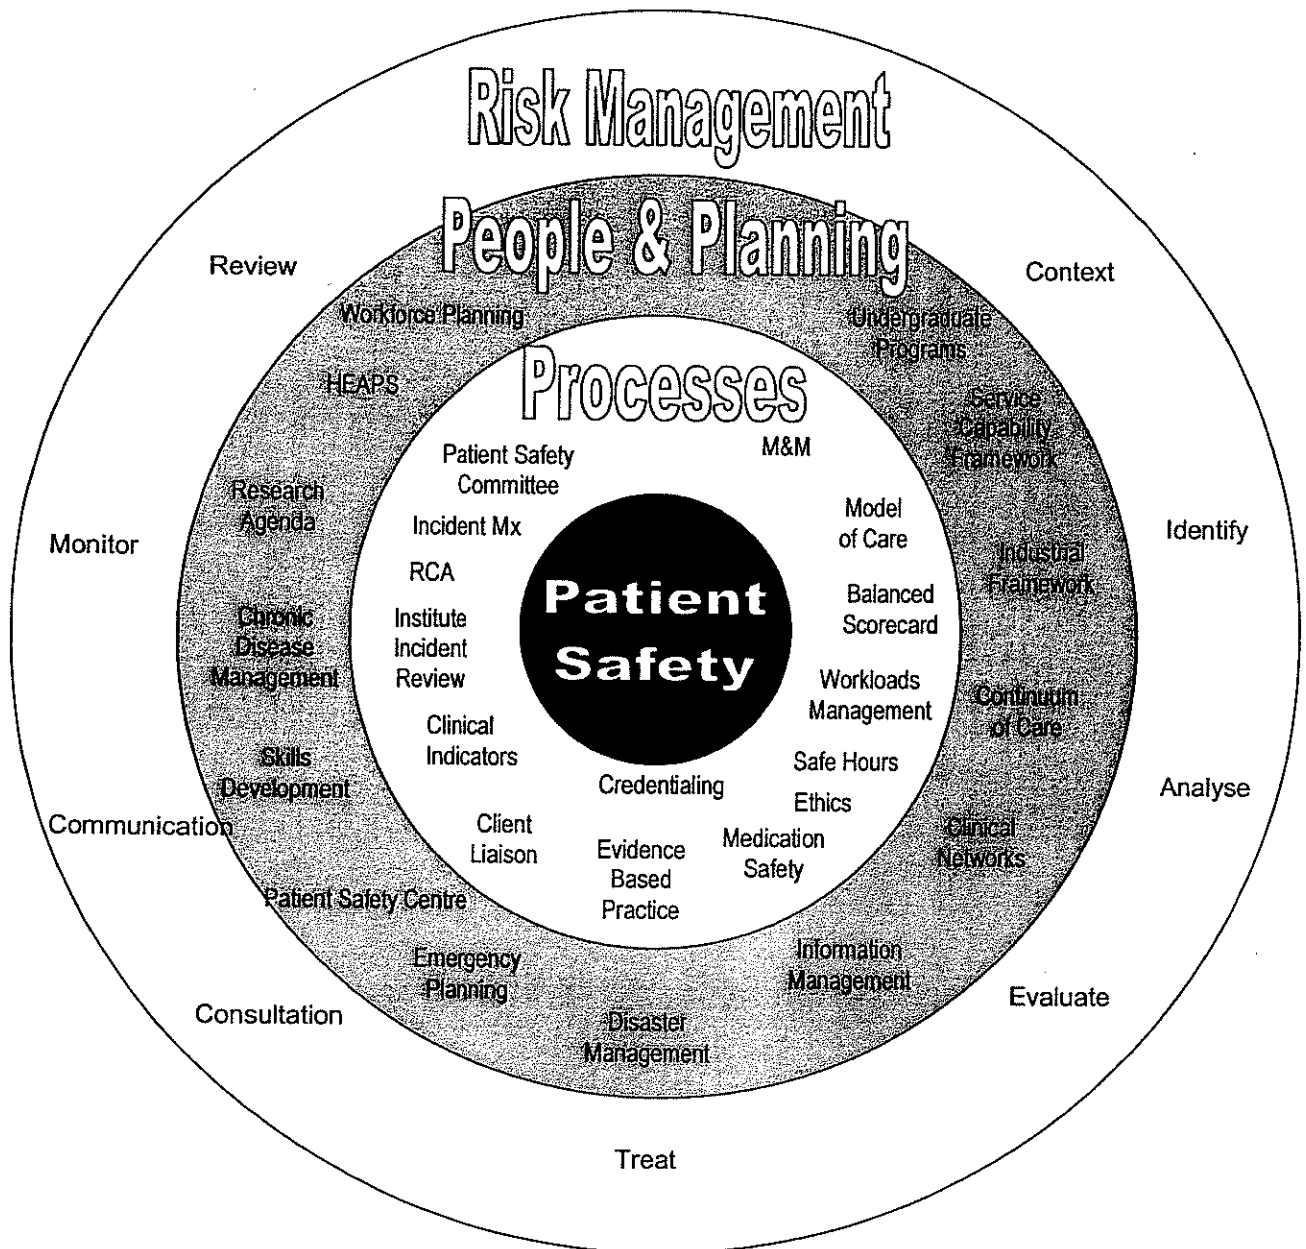 Risk Management
People & Planning
Processes
Patient
Safety
Review
Context
Monitor
Identify
Communication
Analyse
Consultation
Evaluate
Treat
Workforce Planning
HEAPS
Research
Agenda
Chronic
Disease
Management
Skills
Development
Patient Safety Centre
Emergency
Planning
Disaster
Management
Information
Management
Clinical
Networks
Continuum
of Care
Industrial
Framework
Service
Capability
Framework
Undergraduate
Programs
Patient Safety
Committee
Incident Mx
RCA
Institute
Incident
Review
Clinical
Indicators
Client
Liaison
Evidence
Based
Practice
Credentialing
Medication
Safety
Ethics
Safe Hours
Workloads
Management
Balanced
Scorecard
Model
of Care
M&M